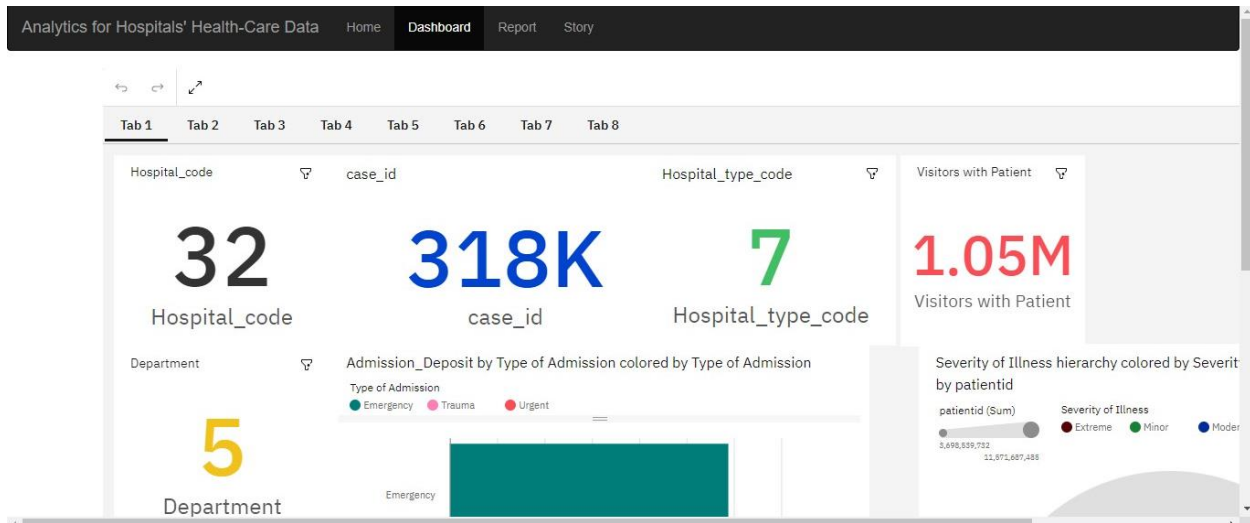 Analytics for Hospitals' Health-Care Data Home Dashboard Report Story
Tab 1 Tab 2 Tab 3 Tab 4 Tab 5 Tab 6 Tab 7 Tab 8
Hospital_code
32
Hospital_code
case_id
318K
case_id
Hospital_type_code
7
Hospital_type_code
Visitors with Patient
1.05M
Visitors with Patient
Department
5
Department
Admission_Deposit by Type of Admission colored by Type of Admission
Type of Admission
Emergency Trauma Urgent
Emergency
Severity of Illness hierarchy colored by Severit
by patientid
patientid (Sum)
3,698,839,732
11,571,687,488
Severity of Illness
Extreme Minor Moder